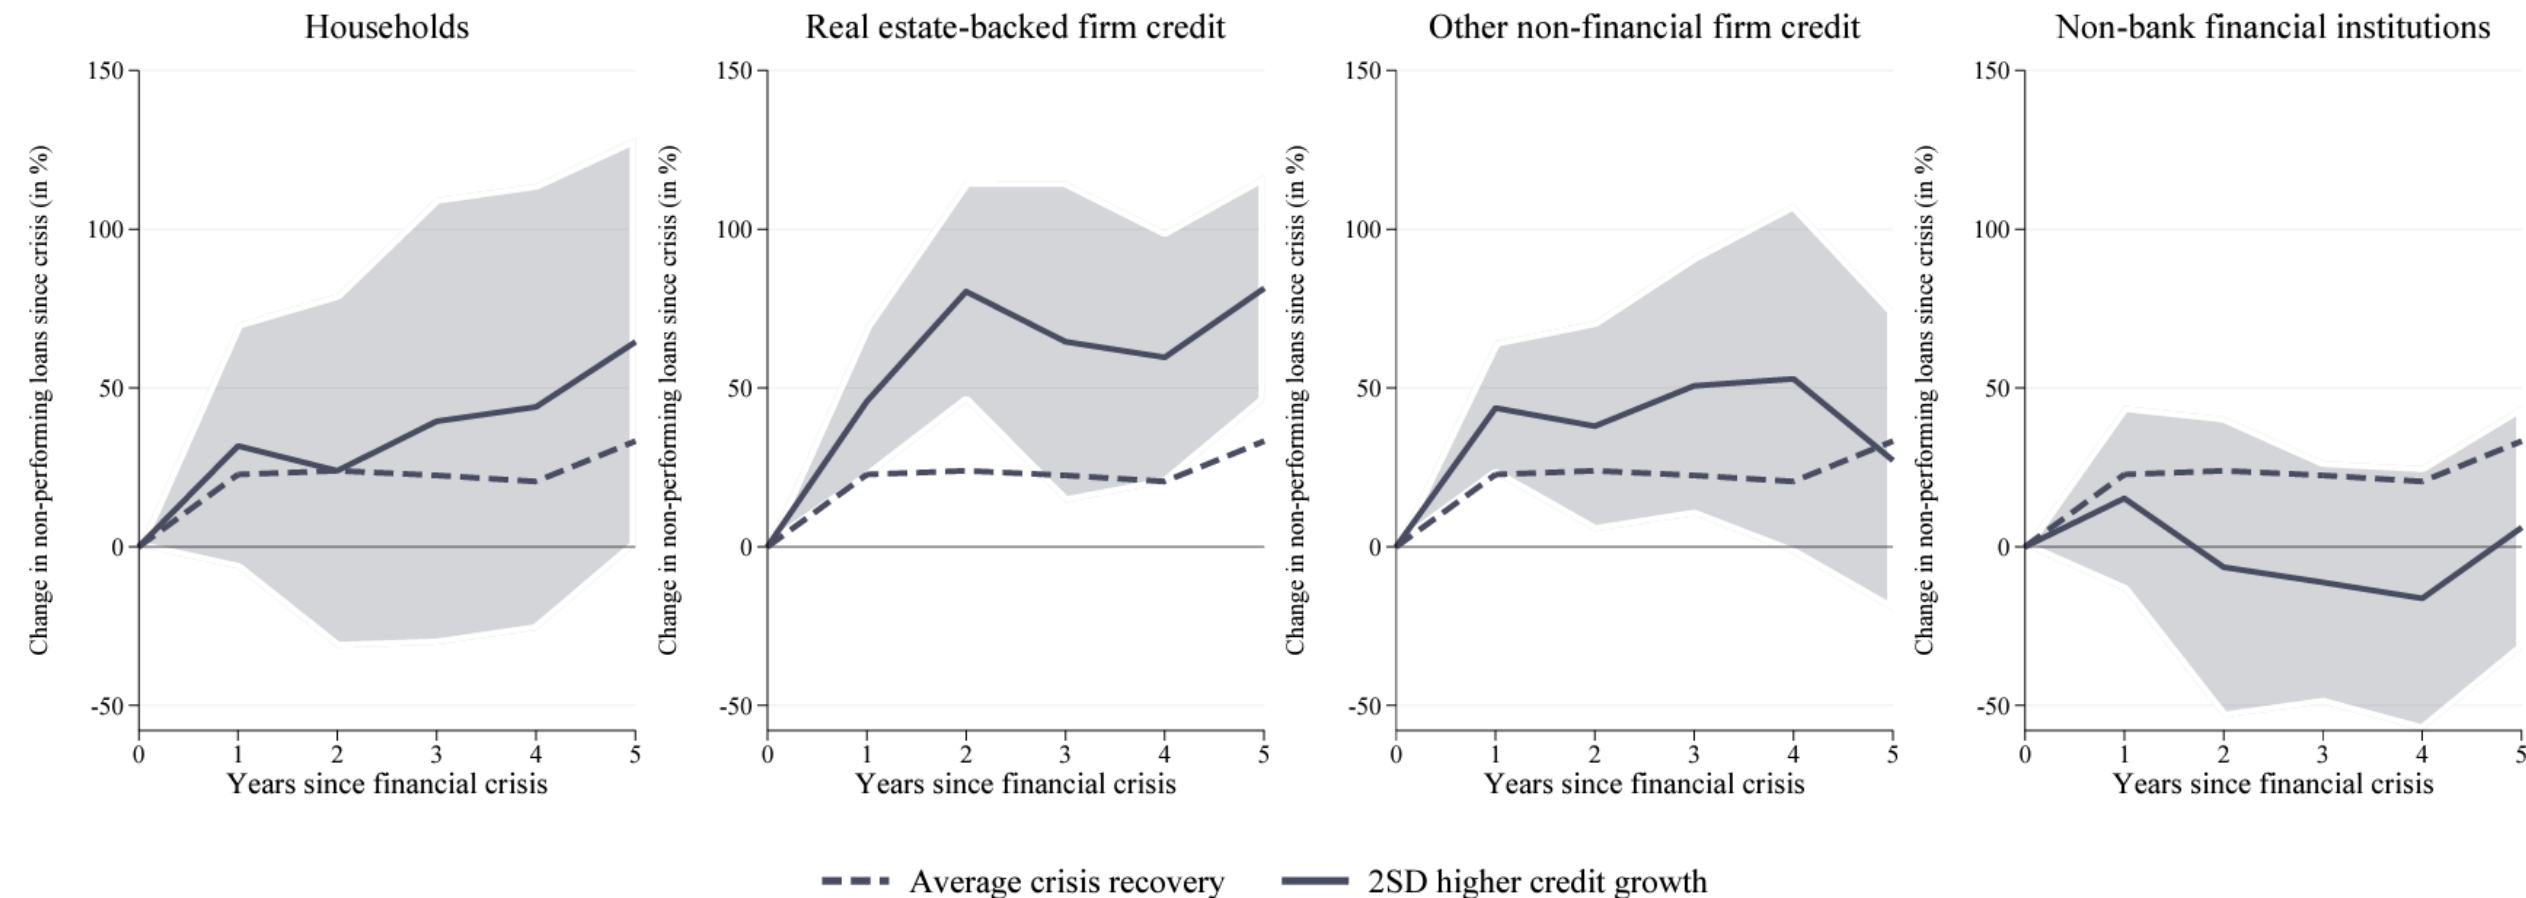 Households
Real estate-backed firm credit
Other non-financial firm credit
Non-bank financial institutions
Change in non-performing loans since crisis (in %)
150
100
50
0
-50
0 1 2 3 4 5
Years since financial crisis
Change in non-performing loans since crisis (in %)
150
100
50
0
-50
0 1 2 3 4 5
Years since financial crisis
Change in non-performing loans since crisis (in %)
150
100
50
0
-50
0 1 2 3 4 5
Years since financial crisis
Change in non-performing loans since crisis (in %)
150
100
50
0
-50
0 1 2 3 4 5
Years since financial crisis
Average crisis recovery
2SD higher credit growth